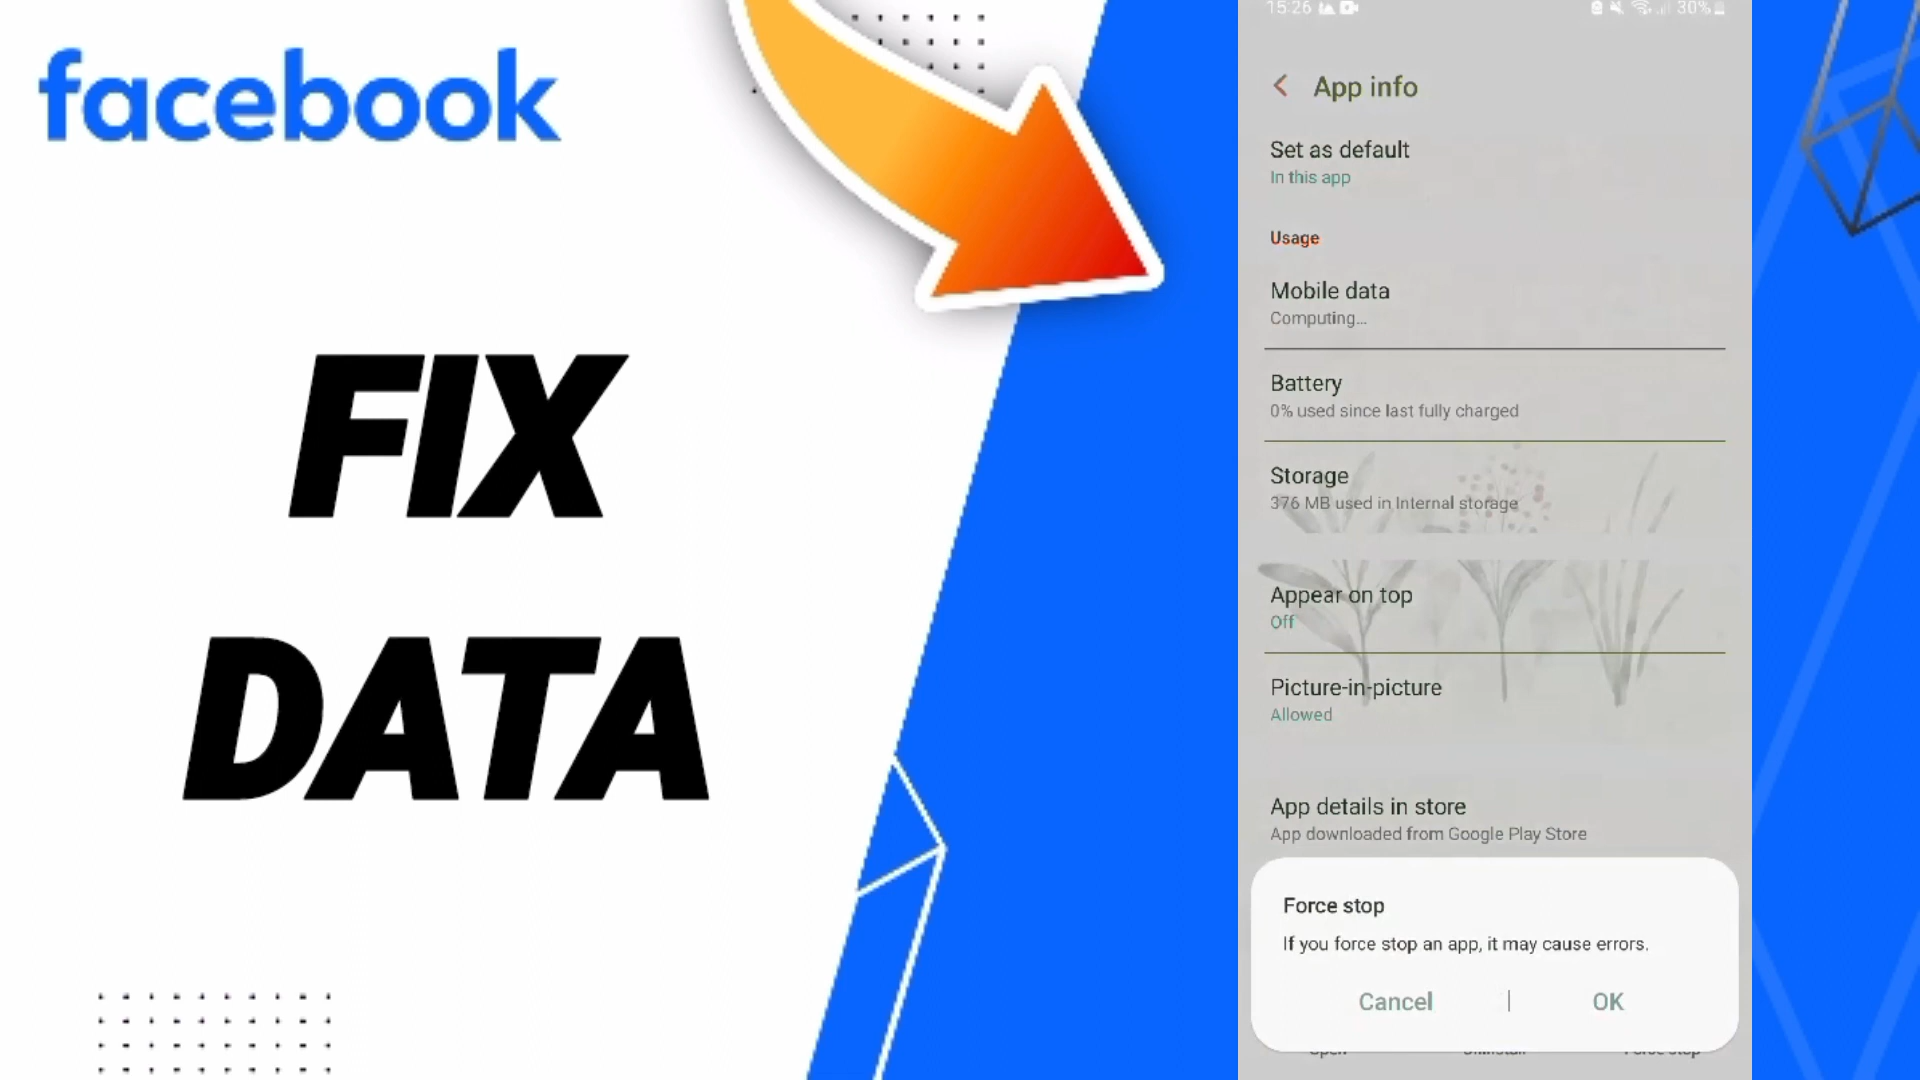 facebook
FIX
DATA
15:26
30%
App info
Set as default
In this app
Usage
Mobile data
Computing...
Battery
0% used since last fully charged
Storage
376 MB used in Internal storage
Appear on top
Off
Picture-in-picture
Allowed
App details in store
App downloaded from Google Play Store
Force stop
If you force stop an app, it may cause errors.
Cancel | OK